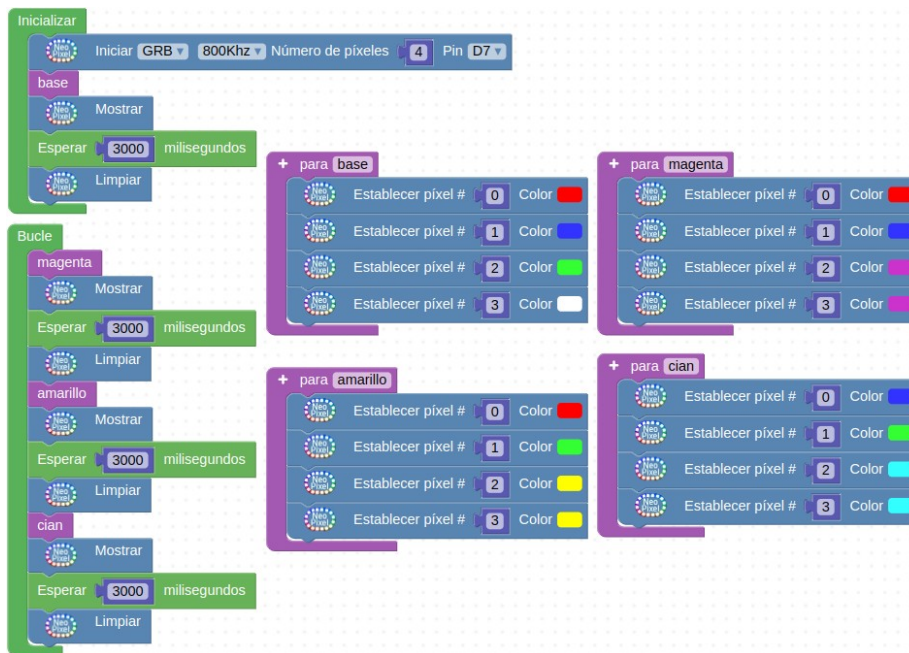 Inicializar
Neo Pixel Iniciar GRB 800Khz Número de píxeles 4 Pin D7
base
Neo Pixel Mostrar
Esperar 3000 milisegundos
Neo Pixel Limpiar
Bucle
magenta
Neo Pixel Mostrar
Esperar 3000 milisegundos
Neo Pixel Limpiar
amarillo
Neo Pixel Mostrar
Esperar 3000 milisegundos
Neo Pixel Limpiar
cian
Neo Pixel Mostrar
Esperar 3000 milisegundos
Neo Pixel Limpiar
+ para base
Neo Pixel Establecer píxel # 0 Color
Neo Pixel Establecer píxel # 1 Color
Neo Pixel Establecer píxel # 2 Color
Neo Pixel Establecer píxel # 3 Color
+ para magenta
Neo Pixel Establecer píxel # 0 Color
Neo Pixel Establecer píxel # 1 Color
Neo Pixel Establecer píxel # 2 Color
Neo Pixel Establecer píxel # 3 Color
+ para amarillo
Neo Pixel Establecer píxel # 0 Color
Neo Pixel Establecer píxel # 1 Color
Neo Pixel Establecer píxel # 2 Color
Neo Pixel Establecer píxel # 3 Color
+ para cian
Neo Pixel Establecer píxel # 0 Color
Neo Pixel Establecer píxel # 1 Color
Neo Pixel Establecer píxel # 2 Color
Neo Pixel Establecer píxel # 3 Color